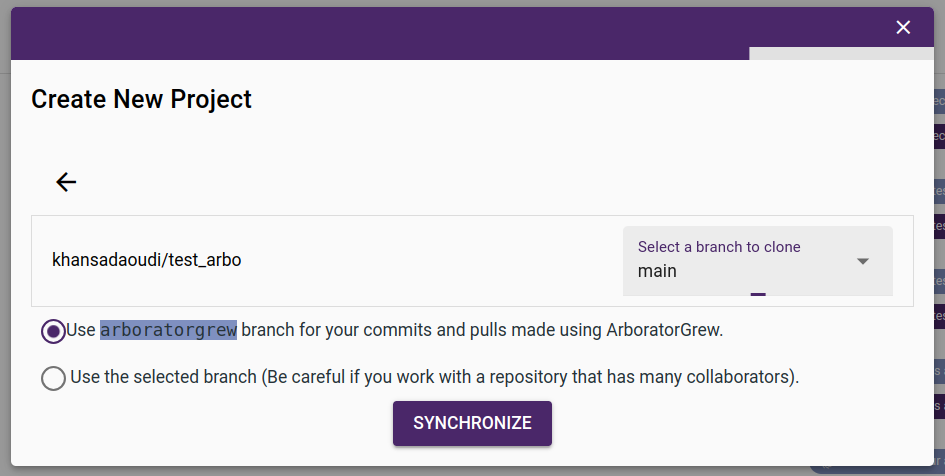 Create New Project
khansadaoudi/test_arbo
Select a branch to clone
main
Use arboratorgrew branch for your commits and pulls made using ArboratorGrew.
Use the selected branch (Be careful if you work with a repository that has many collaborators).
SYNCHRONIZE